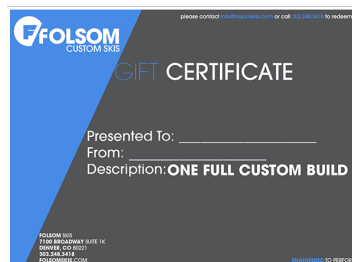 please contact info@folsomskis.com or call 303.248.3418 to redeem
FOLSOM
CUSTOM SKIS
GIFT CERTIFICATE
Presented To: ____________________
From: ____________________
Description: ONE FULL CUSTOM BUILD
FOLSOM SKIS
7100 BROADWAY SUITE 1K
DENVER, CO 80221
303.248.3418
FOLSOMSKIS.COM
ENGINEERED TO PERFOR